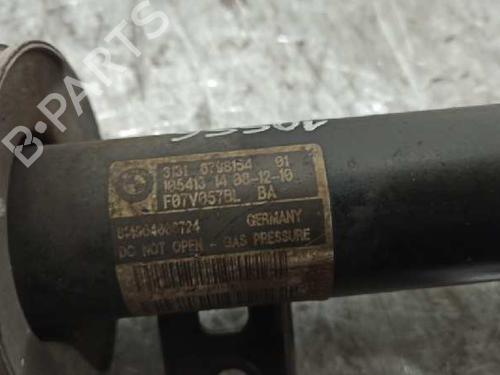 B-PARTS
3131 6798154 01
105413 14 08-12-10
F07V057BL BA
GERMANY
DO NOT OPEN - GAS PRESSURE